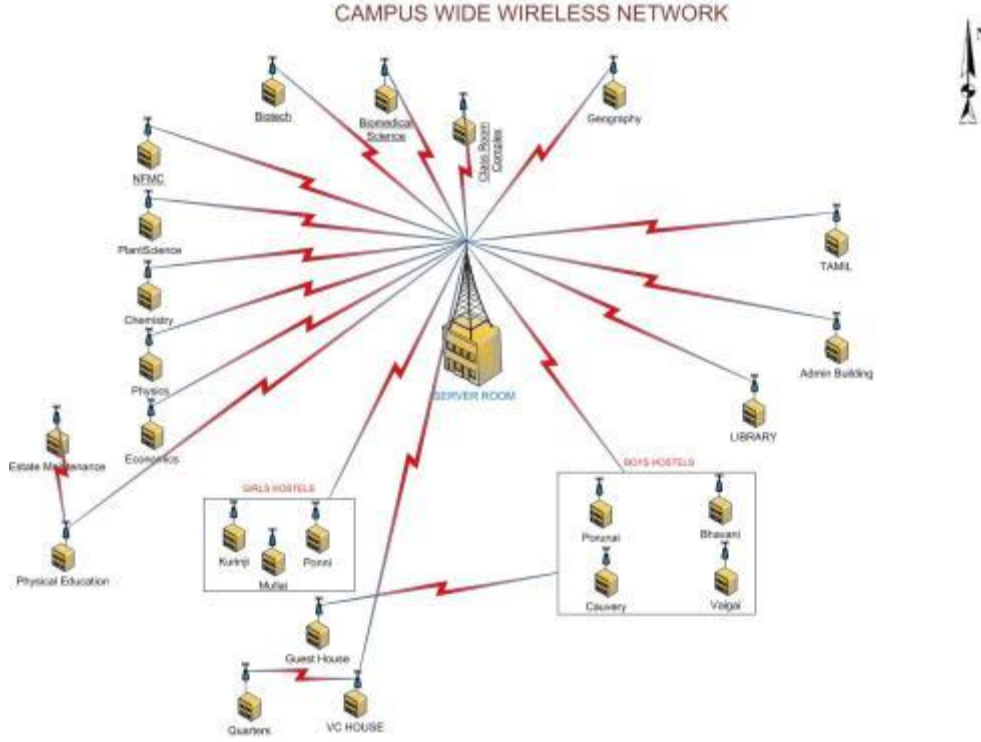 CAMPUS WIDE WIRELESS NETWORK
N
Biotech
Biomedical
Science
Class Room
Complex
Geography
NFMC
PlantScience
TAMIL
Chemistry
Physics
Admin Building
SERVER ROOM
LIBRARY
Economics
Estate Maintenance
GIRLS HOSTELS
BOYS HOSTELS
Porunai
Bhavani
Kurinji
Mullai
Ponni
Physical Education
Cauvery
Vaigai
Guest House
Quarters
VC HOUSE